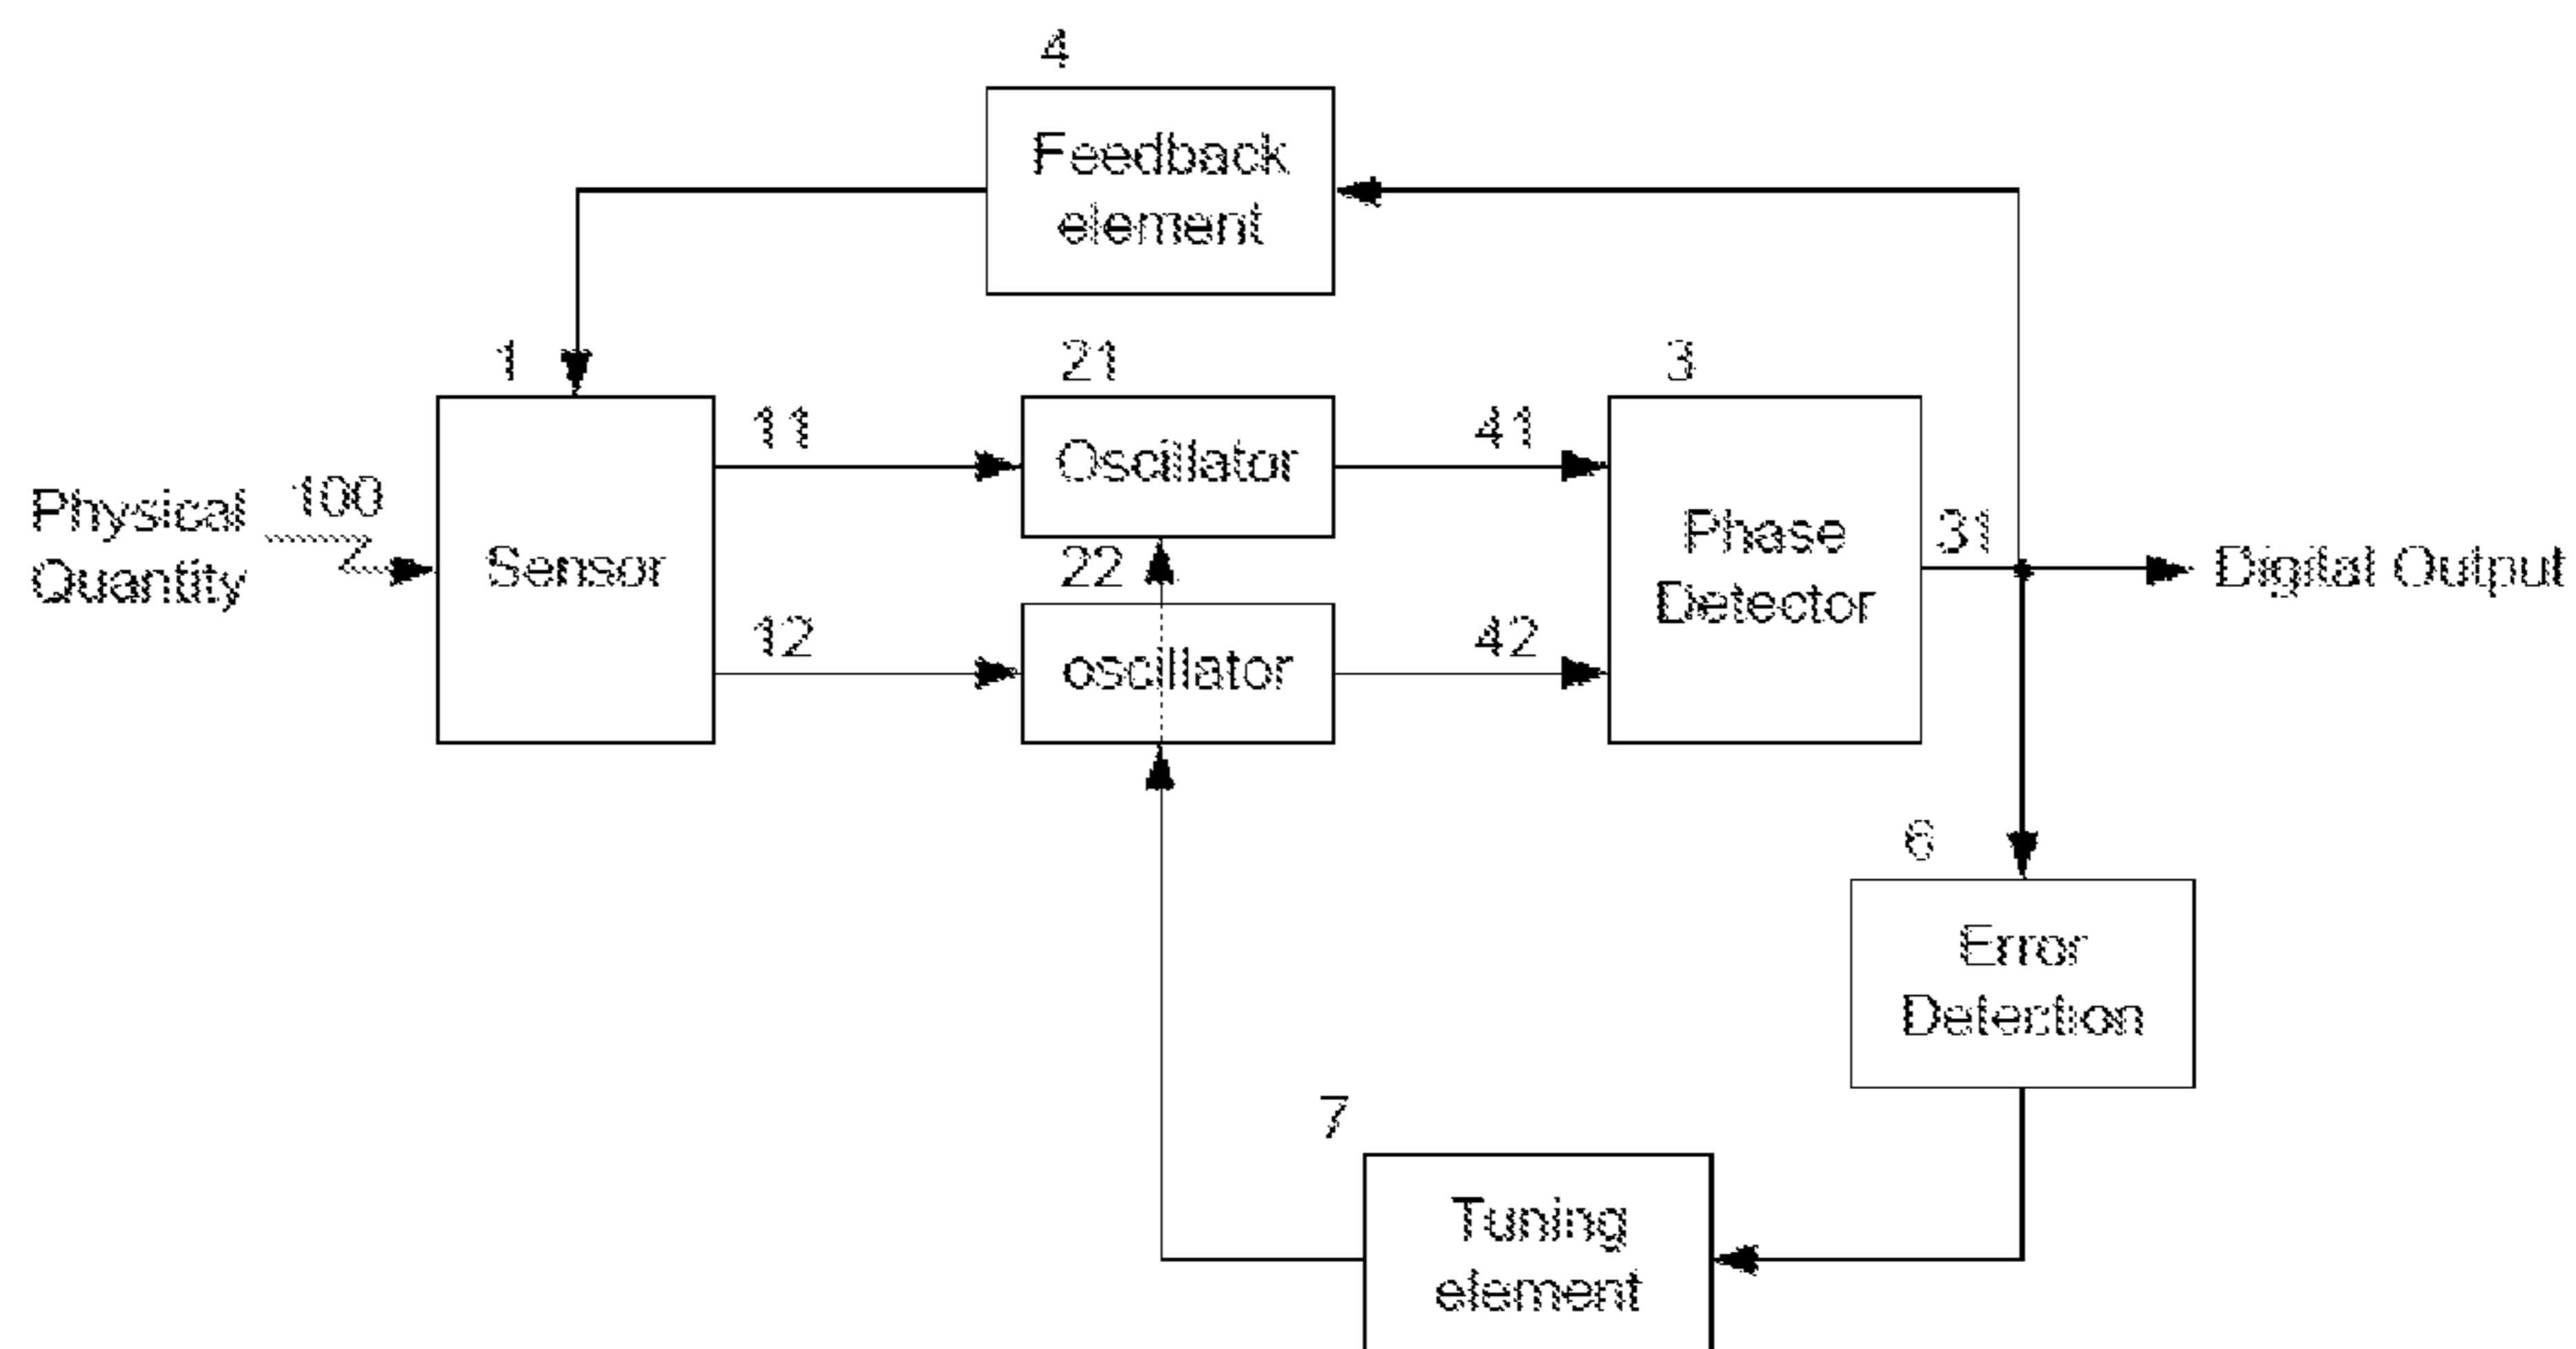 4
Feedback
element
1
21
3
11
Oscillator
41
Physical
Quantity
100
Sensor
22
Phase
Detector
31
Digital Output
12
oscillator
42
6
Error
Detection
7
Tuning
element